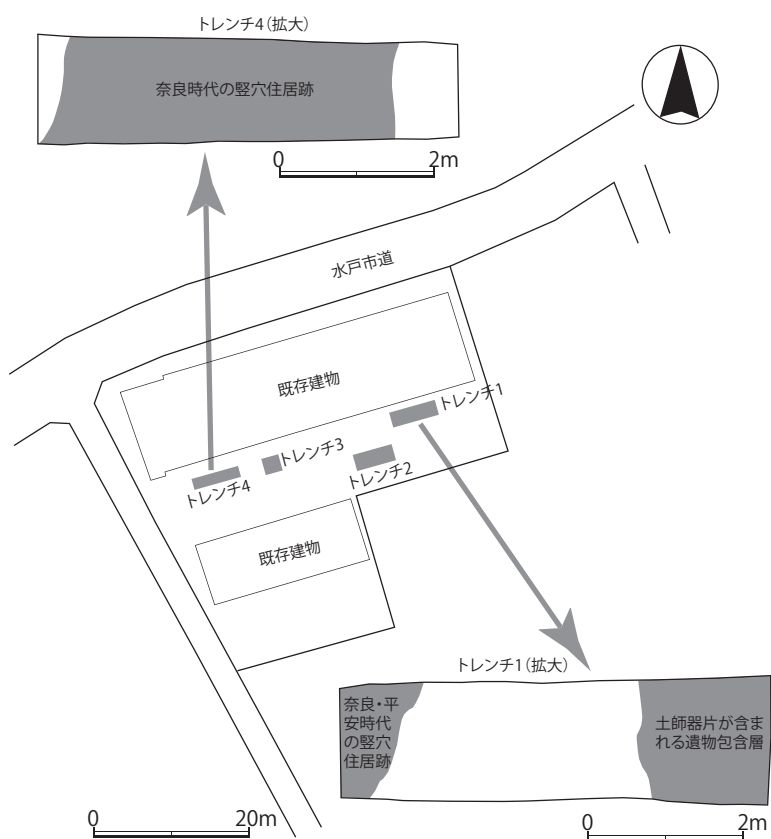 トレンチ4（拡大）
奈良時代の竪穴住居跡
0 2m
水戸市道
既存建物
トレンチ1
トレンチ3
トレンチ2
トレンチ4
既存建物
トレンチ1（拡大）
奈良・平
安時代
の竪穴
住居跡
土師器片が含ま
れる遺物包含層
0 20m
0 2m